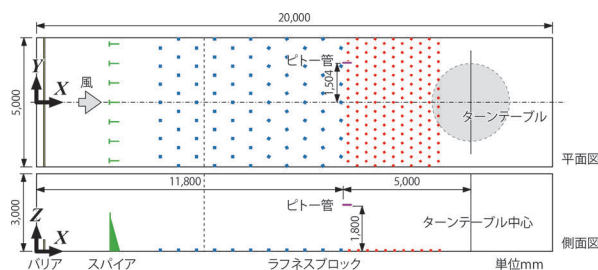 20,000
ピトー管
Y
X
風
5,000
1,504
ターンテーブル
平面図
11,800
5,000
3,000
Z
X
ピトー管
1,800
ターンテーブル中心
側面図
バリア
スパイア
ラフネスブロック
単位mm